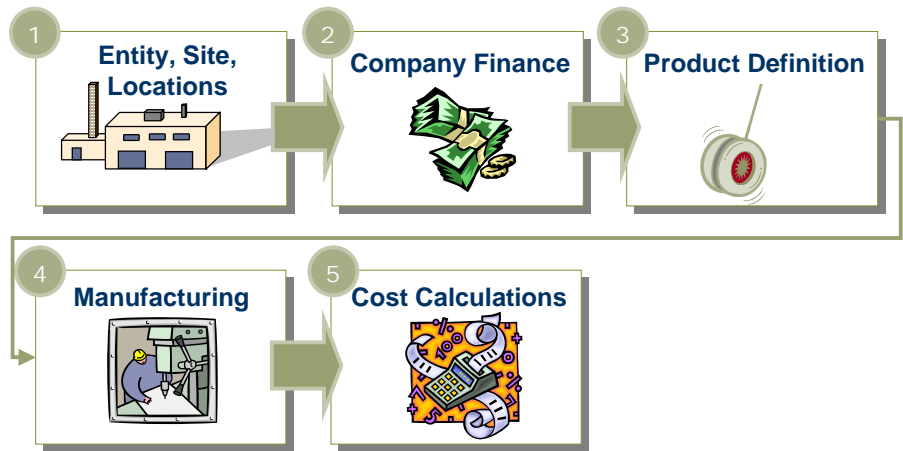 1
Entity, Site,
Locations
2
Company Finance
3
Product Definition
4
Manufacturing
5
Cost Calculations